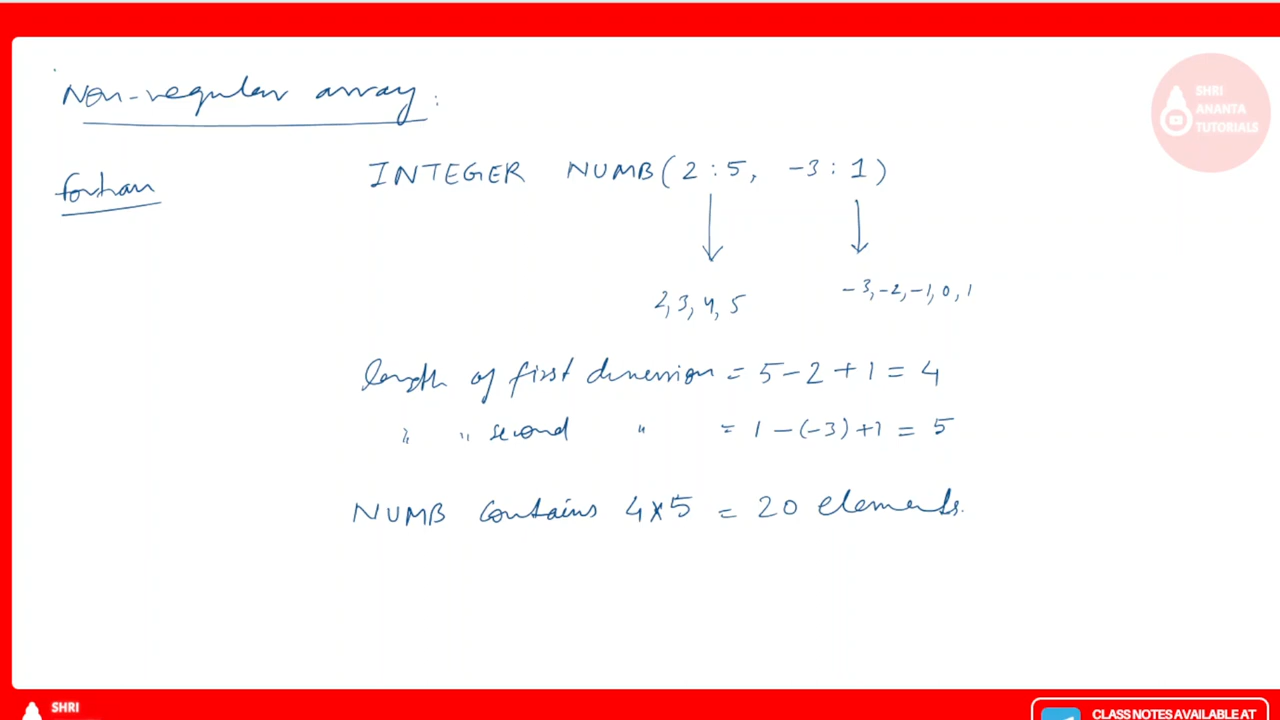 Non-regular array:
SHRI
ANANTA
TUTORIALS
fortran
INTEGER NUMB(2:5, -3:1)
2, 3, 4, 5
-3, -2, -1, 0, 1
length of first dimension = 5-2+1 = 4
" " second " = 1-(-3)+1 = 5
NUMB contains 4x5 = 20 elements.
SHRI
CLASS NOTES AVAILABLE AT